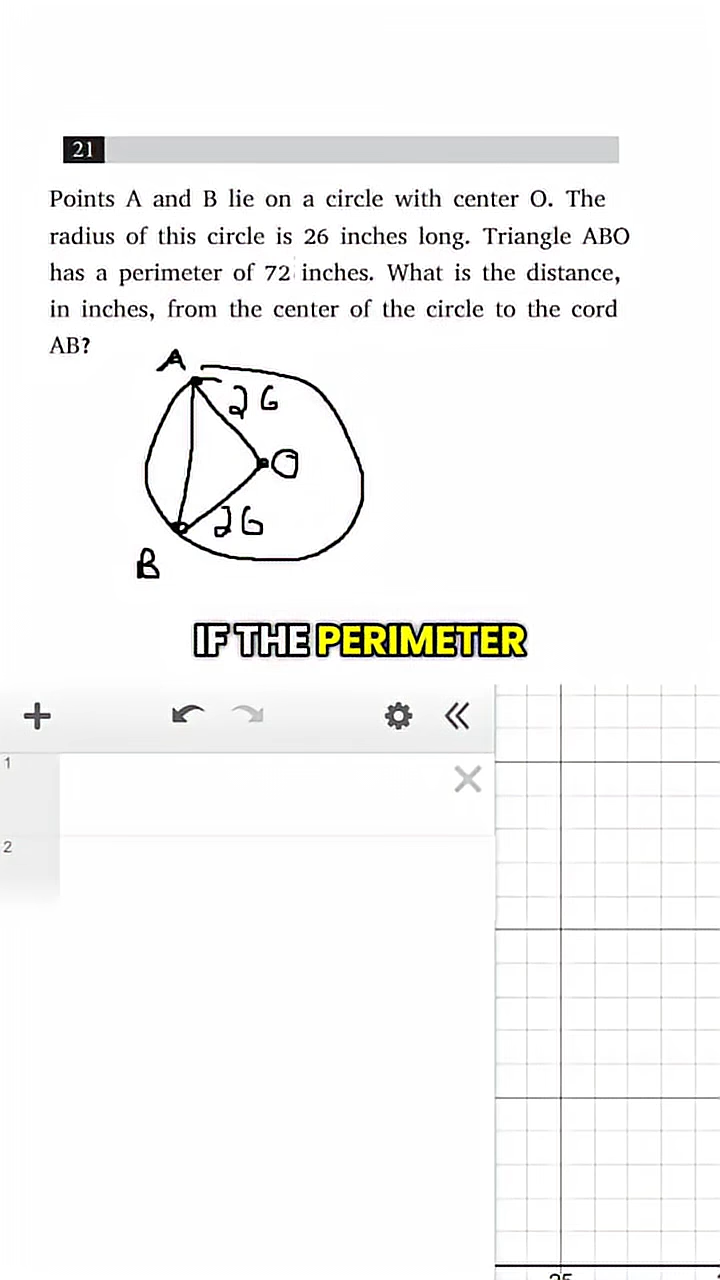 21
Points A and B lie on a circle with center O. The
radius of this circle is 26 inches long. Triangle ABO
has a perimeter of 72 inches. What is the distance,
in inches, from the center of the circle to the cord
AB?
A
26
O
26
B
IF THE PERIMETER
1
2